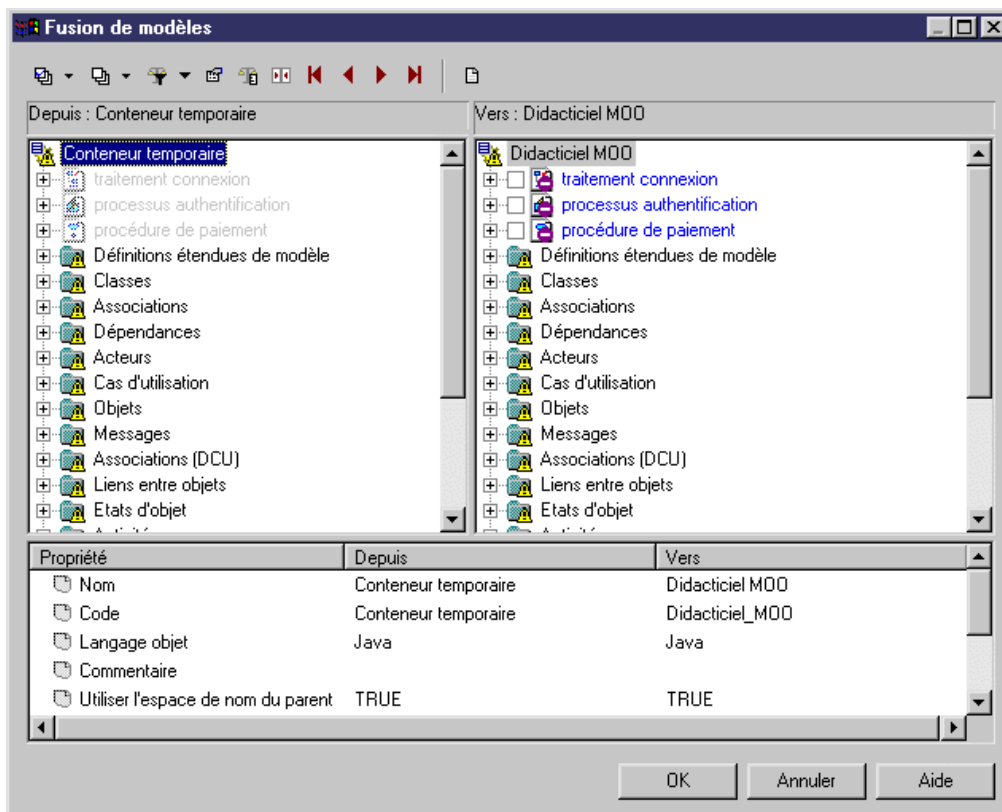 Fusion de modèles
Depuis : Conteneur temporaire
Vers : Didacticiel MOO
Conteneur temporaire
traitement connexion
processus authentification
procédure de paiement
Définitions étendues de modèle
Classes
Associations
Dépendances
Acteurs
Cas d'utilisation
Objets
Messages
Associations (DCU)
Liens entre objets
Etats d'objet
Didacticiel MOO
traitement connexion
processus authentification
procédure de paiement
Définitions étendues de modèle
Classes
Associations
Dépendances
Acteurs
Cas d'utilisation
Objets
Messages
Associations (DCU)
Liens entre objets
Etats d'objet
Propriété Depuis Vers
Nom Conteneur temporaire Didacticiel MOO
Code Conteneur temporaire Didacticiel_MOO
Langage objet Java Java
Commentaire
Utiliser l'espace de nom du parent TRUE TRUE
OK Annuler Aide